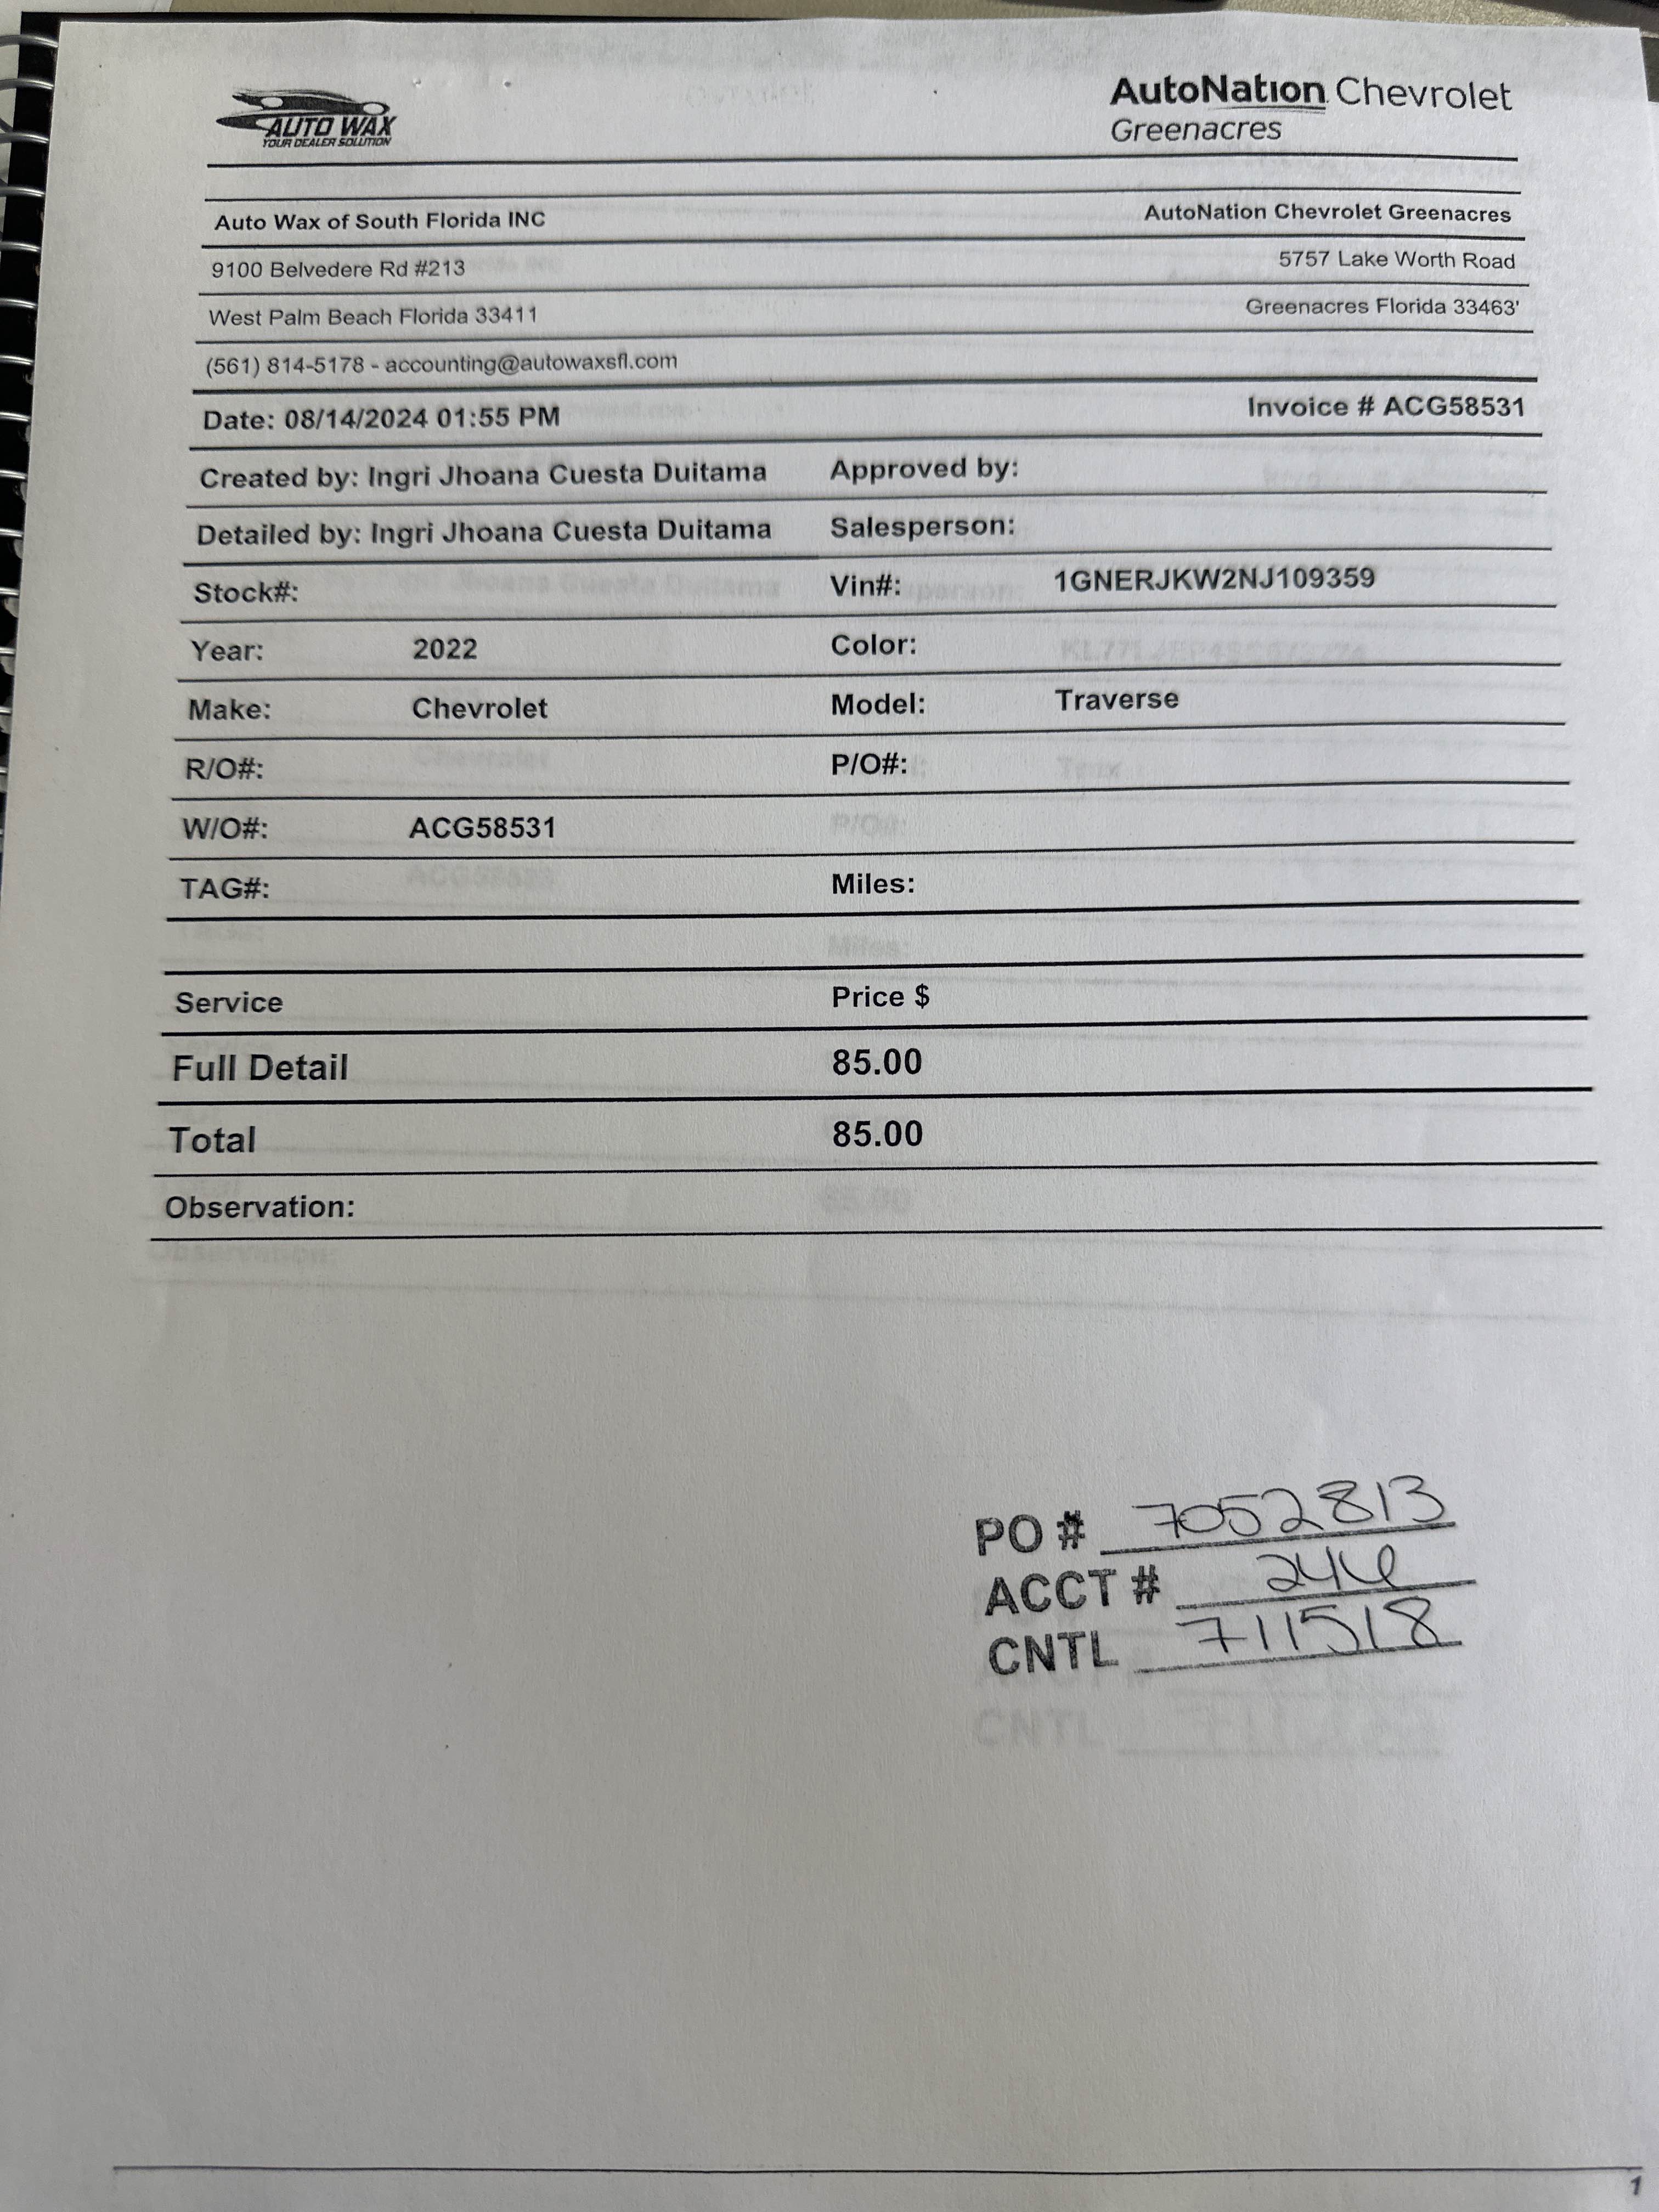 AUTO WAX
YOUR DEALER SOLUTION
AutoNation Chevrolet
Greenacres
Auto Wax of South Florida INC
AutoNation Chevrolet Greenacres
9100 Belvedere Rd #213
5757 Lake Worth Road
West Palm Beach Florida 33411
Greenacres Florida 33463'
(561) 814-5178 - accounting@autowaxsfl.com
Date: 08/14/2024 01:55 PM
Invoice # ACG58531
Created by: Ingri Jhoana Cuesta Duitama
Approved by:
Detailed by: Ingri Jhoana Cuesta Duitama
Salesperson:
Stock#:
Vin#: 1GNERJKW2NJ109359
Year: 2022
Color:
Make: Chevrolet
Model: Traverse
R/O#:
P/O#:
W/O#: ACG58531
TAG#:
Miles:
Service
Price $
Full Detail
85.00
Total
85.00
Observation:
PO # 7052813
ACCT # 246
CNTL 711518
1